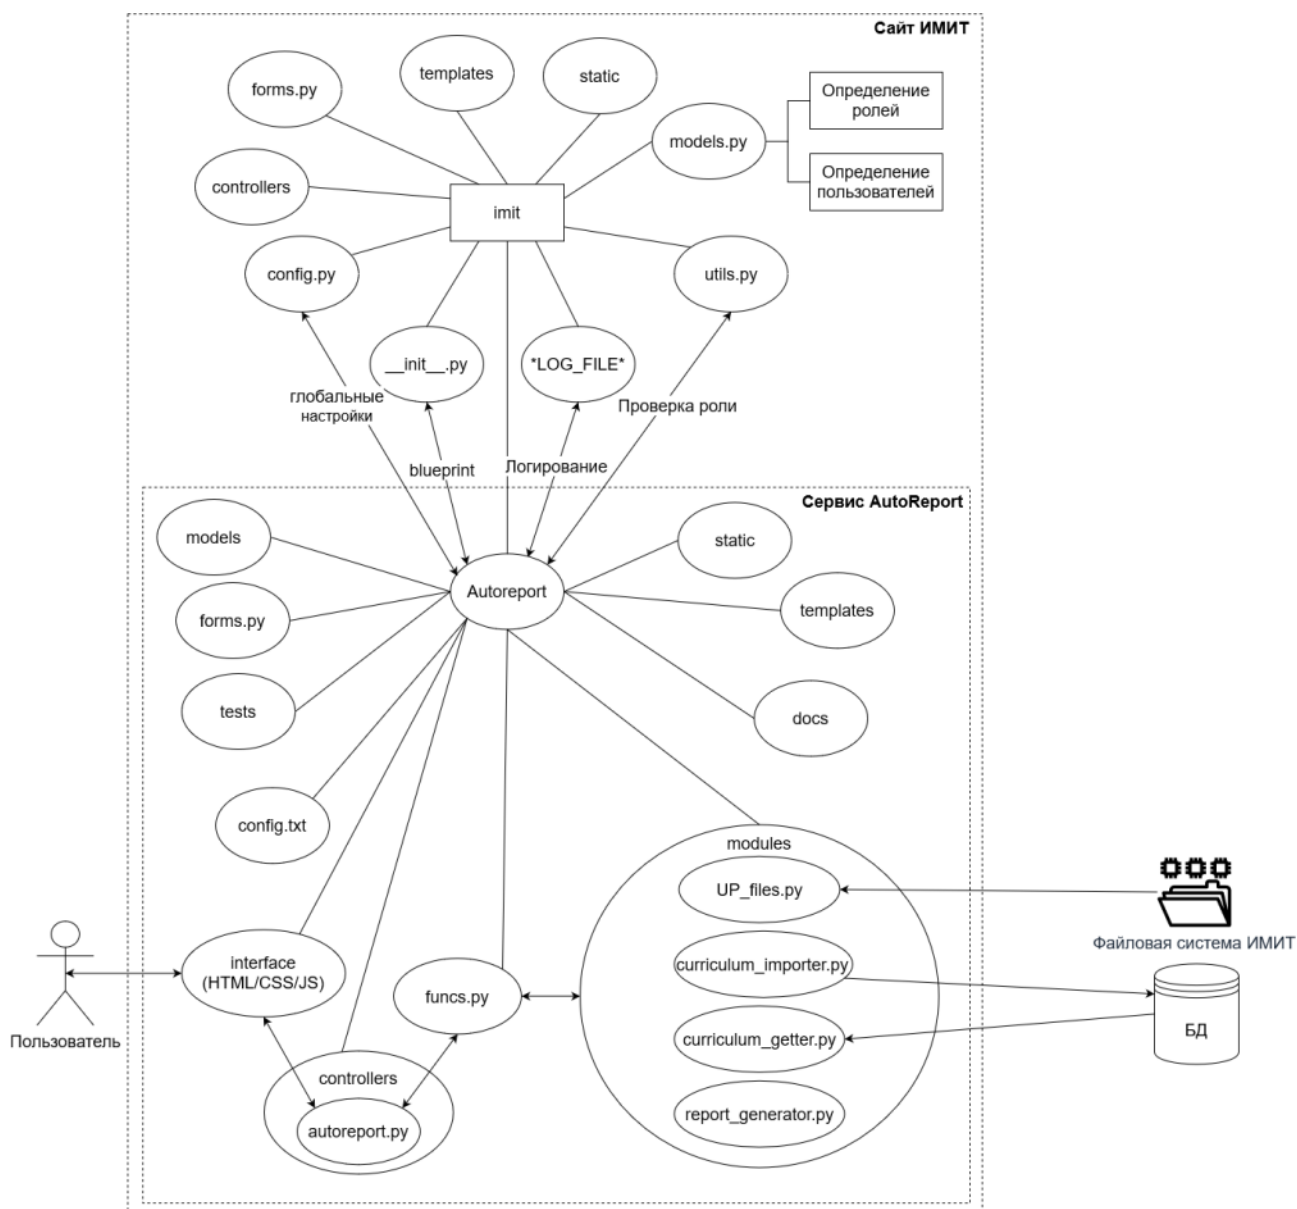 Сайт ИМИТ
templates
static
forms.py
Определение
ролей
models.py
controllers
Определение
пользователей
imit
config.py
utils.py
__init__.py
*LOG_FILE*
глобальные
настройки
Проверка роли
blueprint
Логирование
Сервис AutoReport
models
static
Autoreport
forms.py
templates
tests
docs
config.txt
modules
UP_files.py
Файловая система ИМИТ
interface
(HTML/CSS/JS)
curriculum_importer.py
funcs.py
Пользователь
БД
curriculum_getter.py
controllers
report_generator.py
autoreport.py